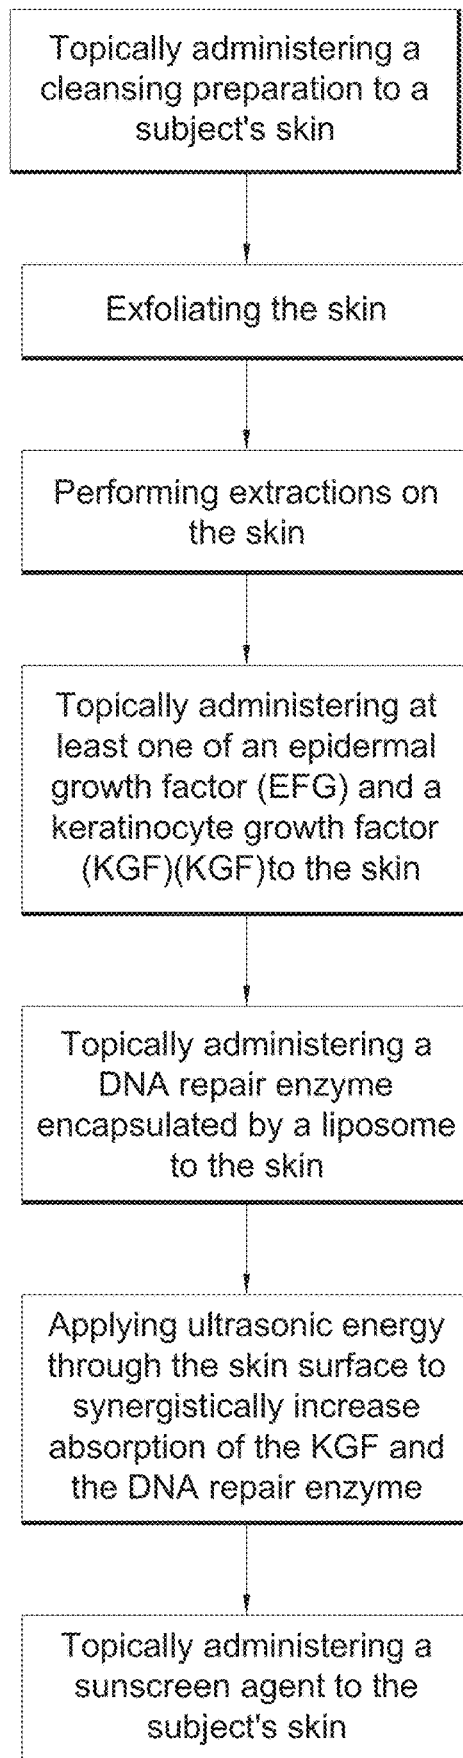 Topically administering a
cleansing preparation to a
subject's skin
Exfoliating the skin
Performing extractions on
the skin
Topically administering at
least one of an epidermal
growth factor (EFG) and a
keratinocyte growth factor
(KGF)(KGF)to the skin
Topically administering a
DNA repair enzyme
encapsulated by a liposome
to the skin
Applying ultrasonic energy
through the skin surface to
synergistically increase
absorption of the KGF and
the DNA repair enzyme
Topically administering a
sunscreen agent to the
subject's skin